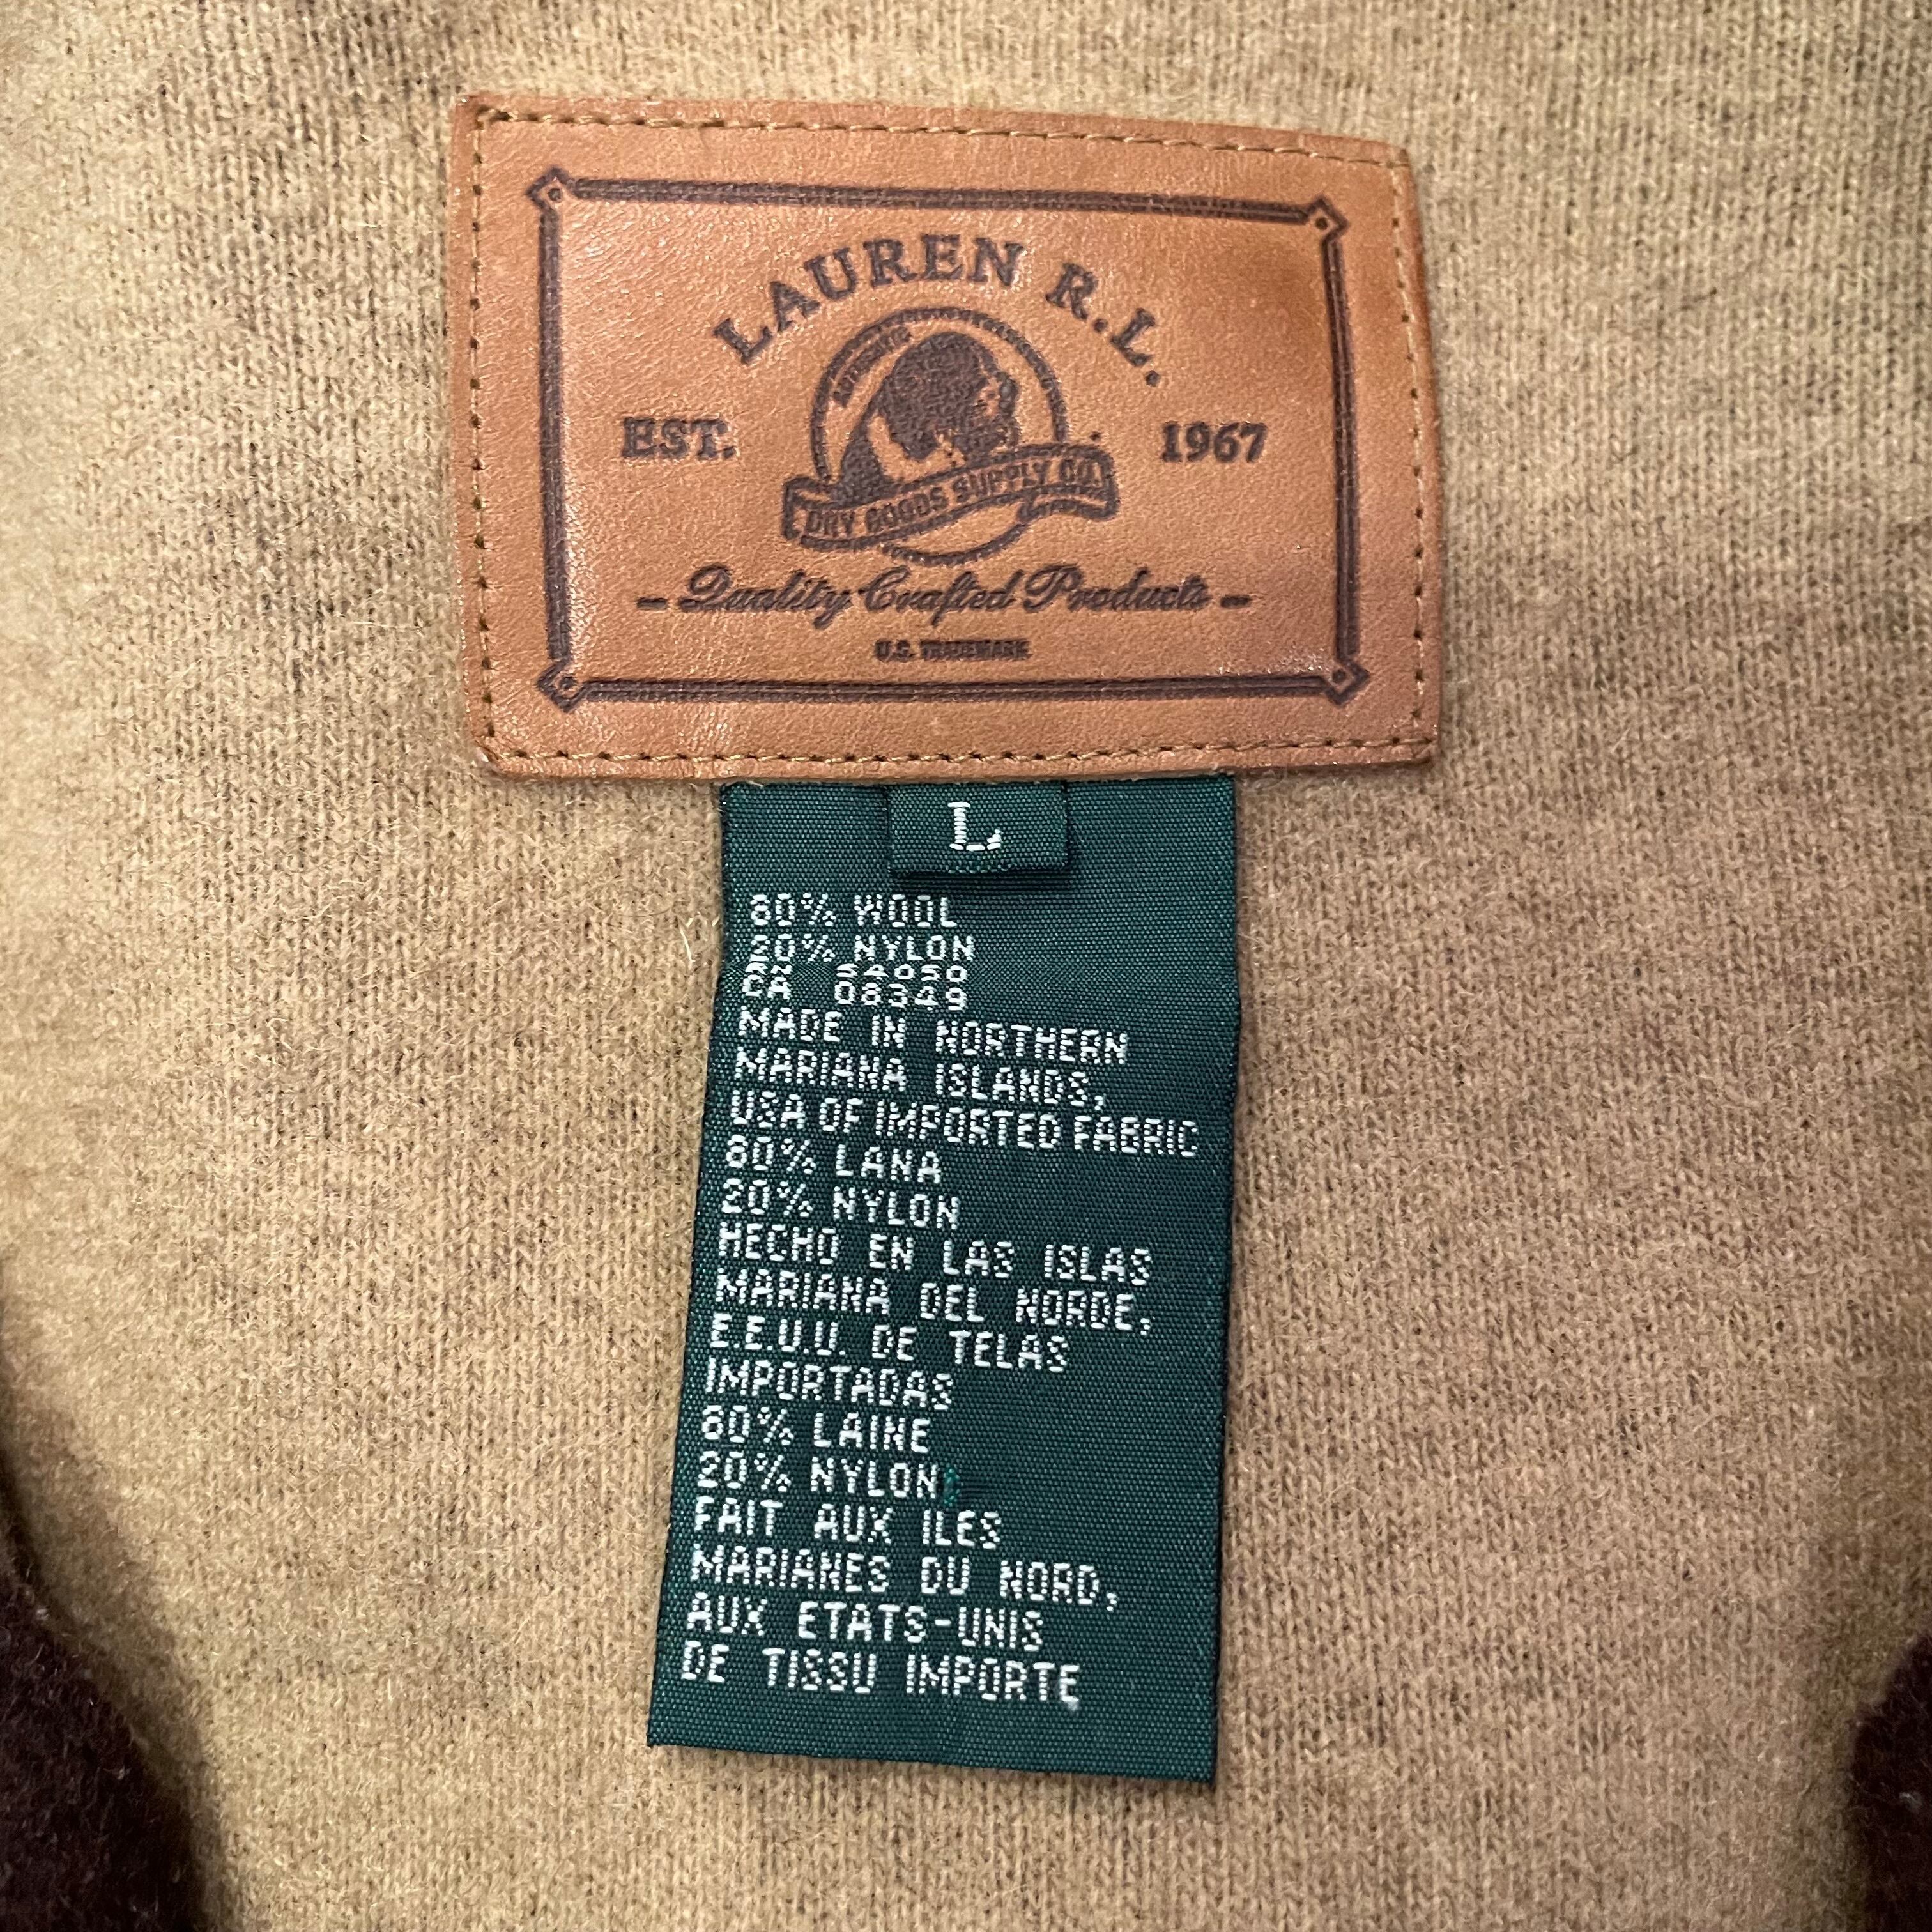 LAUREN R.L.
EST. 1967
DRY GOODS SUPPLY CO.
Quality Crafted Products
U.S. TRADEMARK
L
80% WOOL
20% NYLON
RN 54050
CA 08349
MADE IN NORTHERN
MARIANA ISLANDS,
USA OF IMPORTED FABRIC
80% LANA
20% NYLON
HECHO EN LAS ISLAS
MARIANA DEL NORDE,
E.E.U.U. DE TELAS
IMPORTADAS
80% LAINE
20% NYLON
FAIT AUX ILES
MARIANES DU NORD,
AUX ETATS-UNIS
DE TISSU IMPORTE